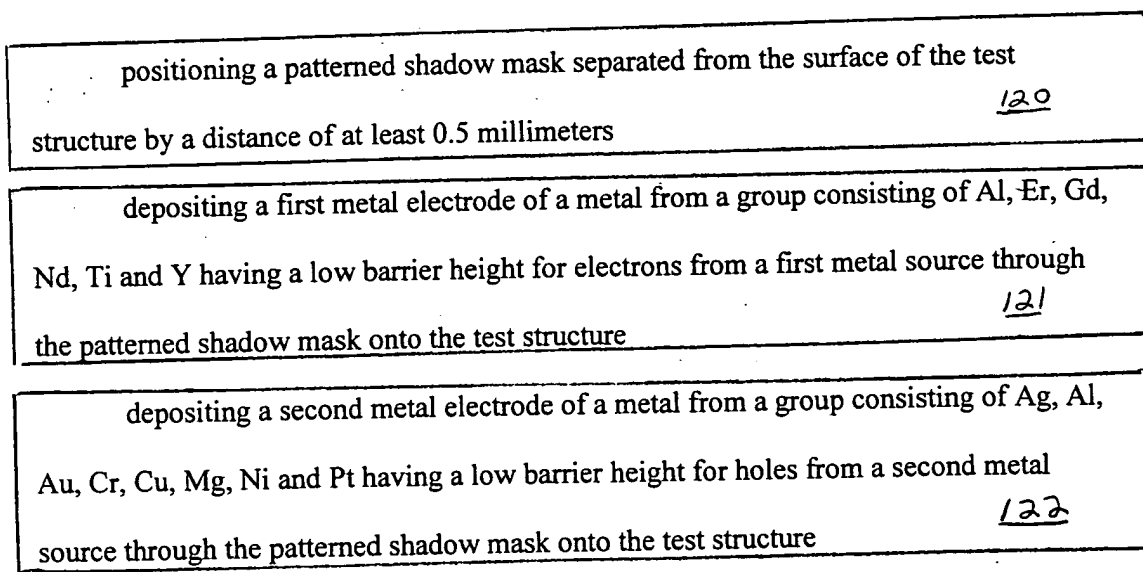 positioning a patterned shadow mask separated from the surface of the test
120
structure by a distance of at least 0.5 millimeters
depositing a first metal electrode of a metal from a group consisting of Al, Er, Gd,
Nd, Ti and Y having a low barrier height for electrons from a first metal source through
121
the patterned shadow mask onto the test structure
depositing a second metal electrode of a metal from a group consisting of Ag, Al,
Au, Cr, Cu, Mg, Ni and Pt having a low barrier height for holes from a second metal
122
source through the patterned shadow mask onto the test structure